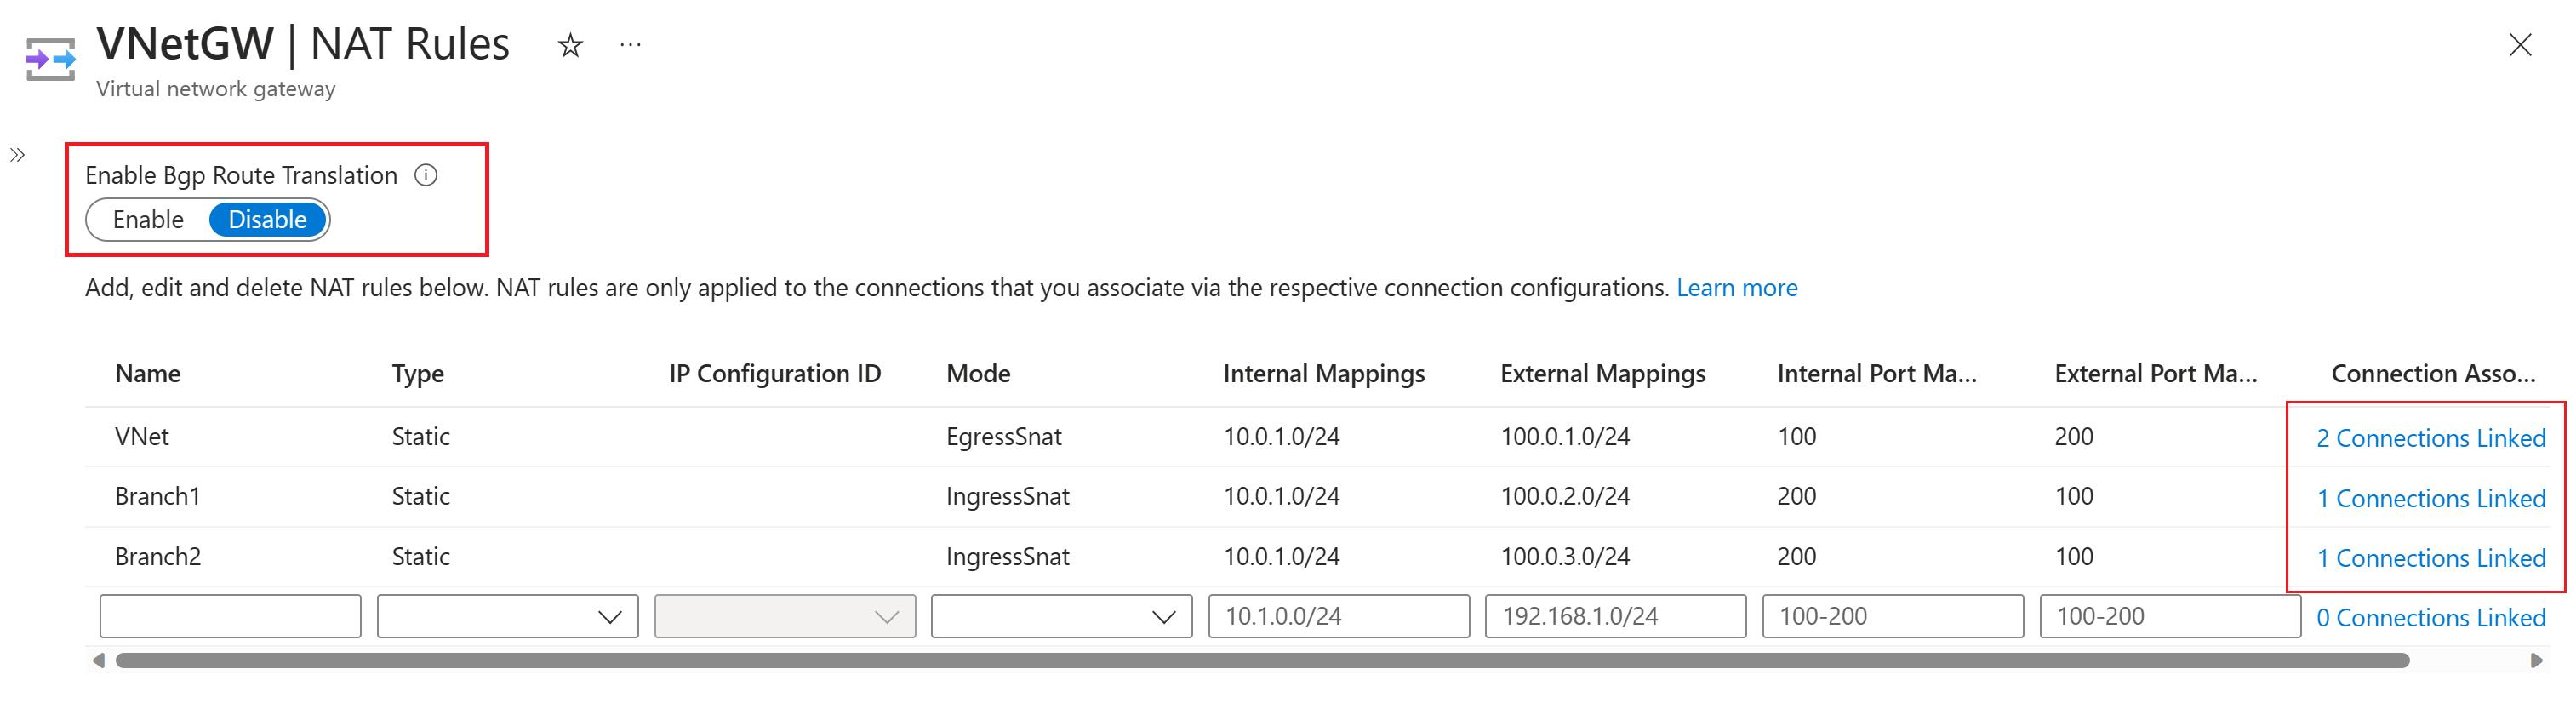 VNetGW | NAT Rules
Virtual network gateway
Enable Bgp Route Translation
Enable Disable
Add, edit and delete NAT rules below. NAT rules are only applied to the connections that you associate via the respective connection configurations. Learn more
Name Type IP Configuration ID Mode Internal Mappings External Mappings Internal Port Ma... External Port Ma... Connection Asso...
VNet Static EgressSnat 10.0.1.0/24 100.0.1.0/24 100 200 2 Connections Linked
Branch1 Static IngressSnat 10.0.1.0/24 100.0.2.0/24 200 100 1 Connections Linked
Branch2 Static IngressSnat 10.0.1.0/24 100.0.3.0/24 200 100 1 Connections Linked
10.1.0.0/24 192.168.1.0/24 100-200 100-200 0 Connections Linked